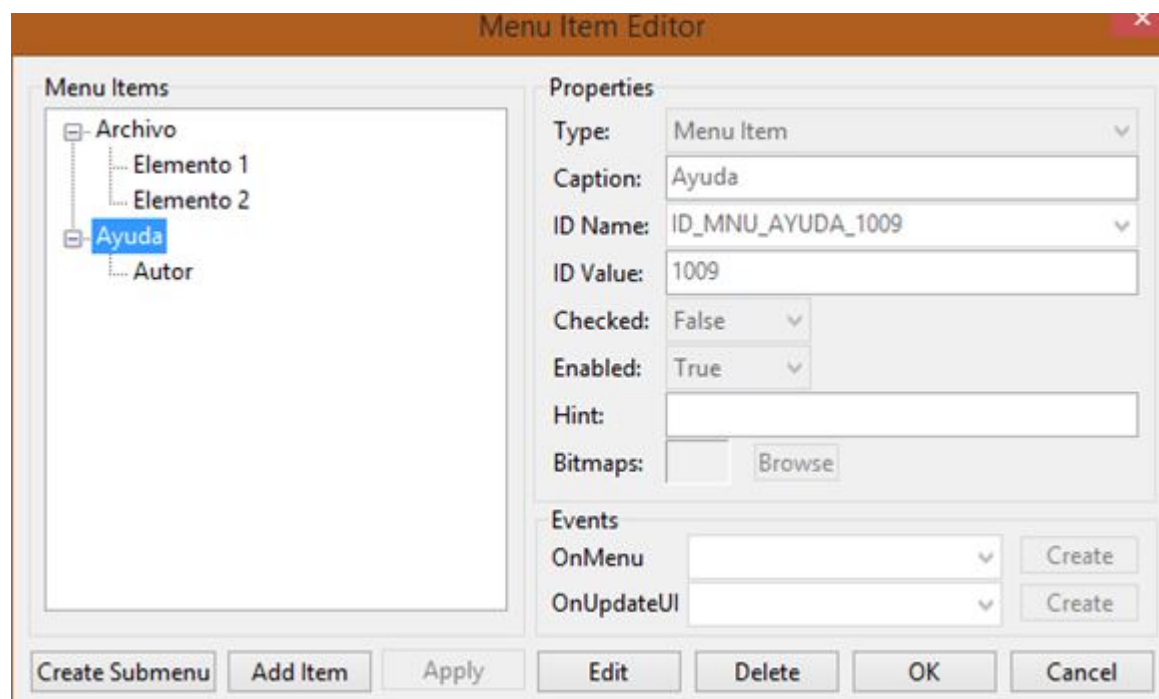 Menu Item Editor
Menu Items
Archivo
Elemento 1
Elemento 2
Ayuda
Autor
Properties
Type: Menu Item
Caption: Ayuda
ID Name: ID_MNU_AYUDA_1009
ID Value: 1009
Checked: False
Enabled: True
Hint:
Bitmaps: Browse
Events
OnMenu Create
OnUpdateUI Create
Create Submenu Add Item Apply Edit Delete OK Cancel